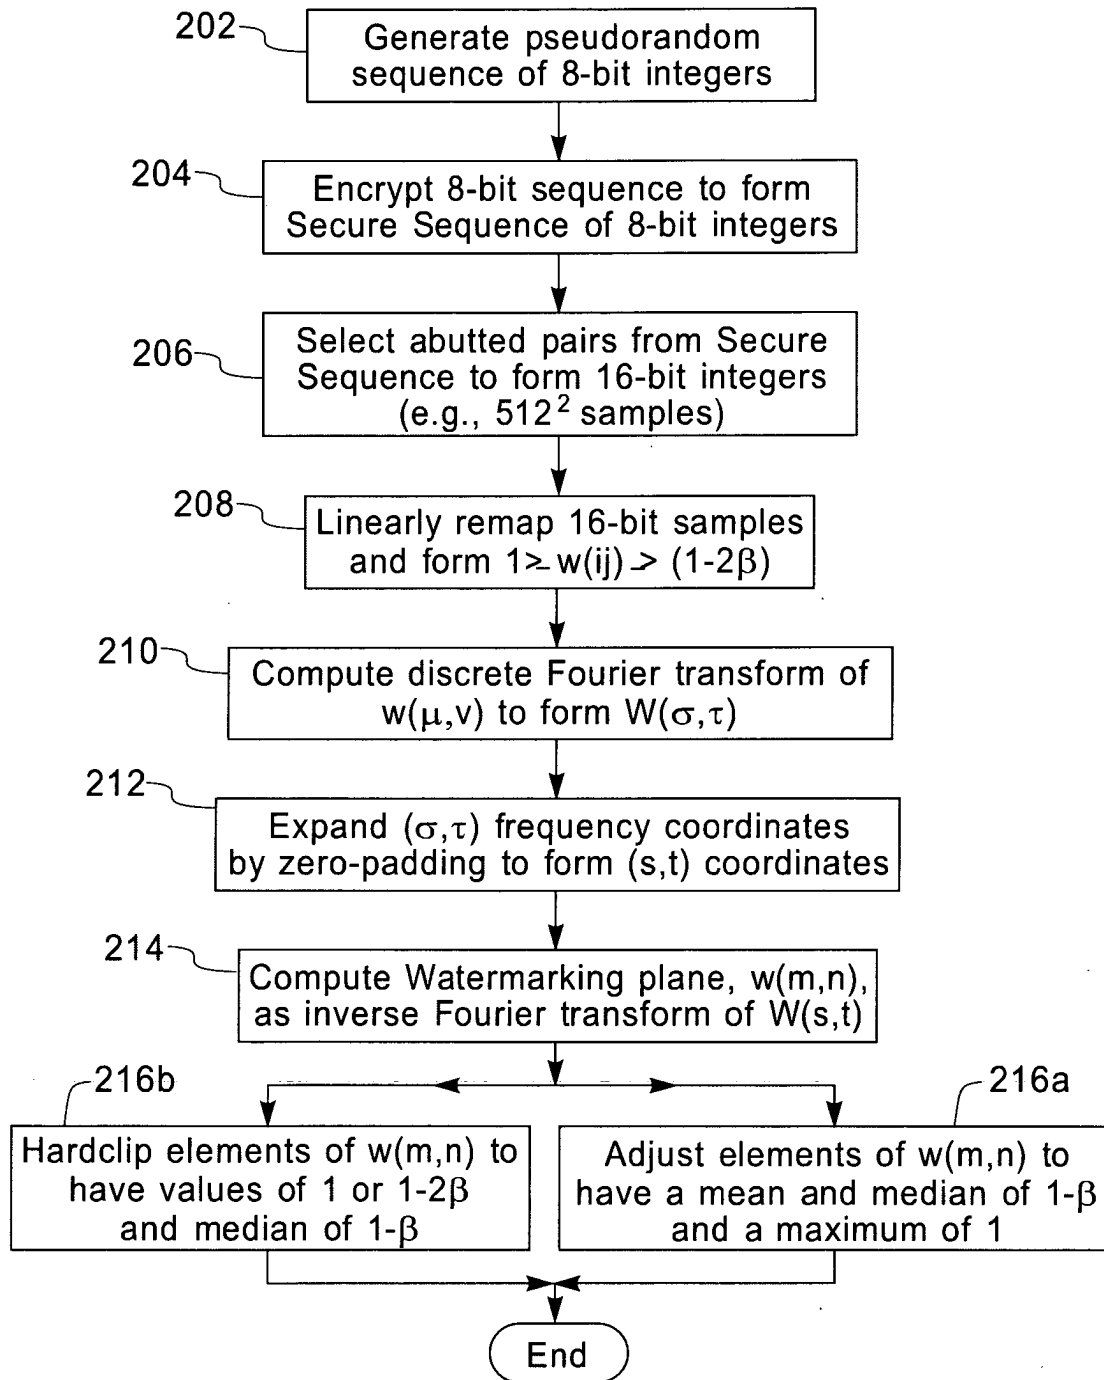 202
Generate pseudorandom
sequence of 8-bit integers
204
Encrypt 8-bit sequence to form
Secure Sequence of 8-bit integers
206
Select abutted pairs from Secure
Sequence to form 16-bit integers
(e.g., 512² samples)
208
Linearly remap 16-bit samples
and form 1≥w(ij)≥(1-2β)
210
Compute discrete Fourier transform of
w(μ,ν) to form W(σ,τ)
212
Expand (σ,τ) frequency coordinates
by zero-padding to form (s,t) coordinates
214
Compute Watermarking plane, w(m,n),
as inverse Fourier transform of W(s,t)
216b
Hardclip elements of w(m,n) to
have values of 1 or 1-2β
and median of 1-β
216a
Adjust elements of w(m,n) to
have a mean and median of 1-β
and a maximum of 1
End